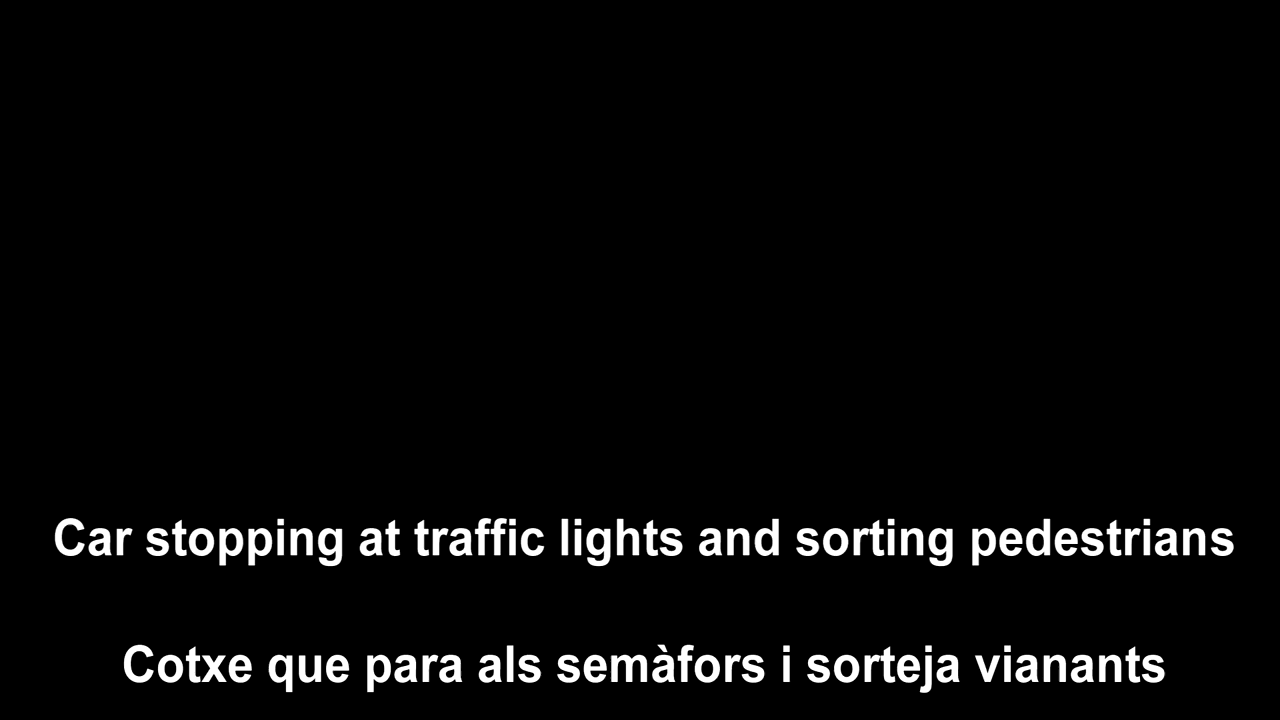 Car stopping at traffic lights and sorting pedestrians
Cotxe que para als semàfors i sorteja vianants